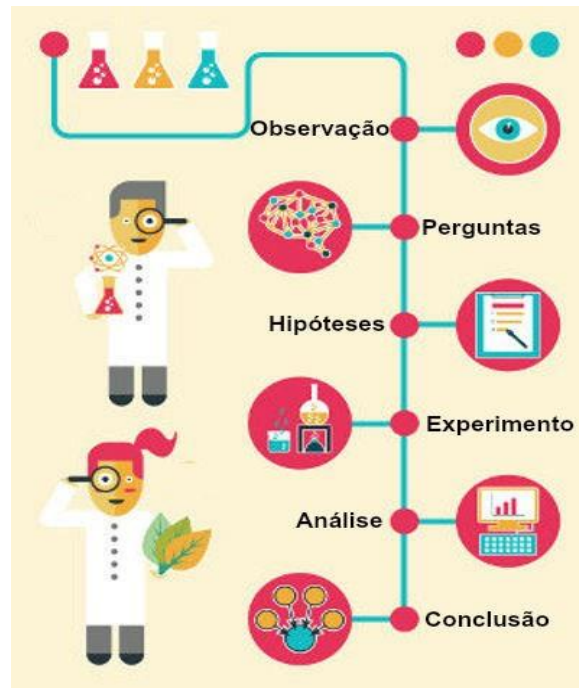 Observação
Perguntas
Hipóteses
Experimento
Análise
Conclusão